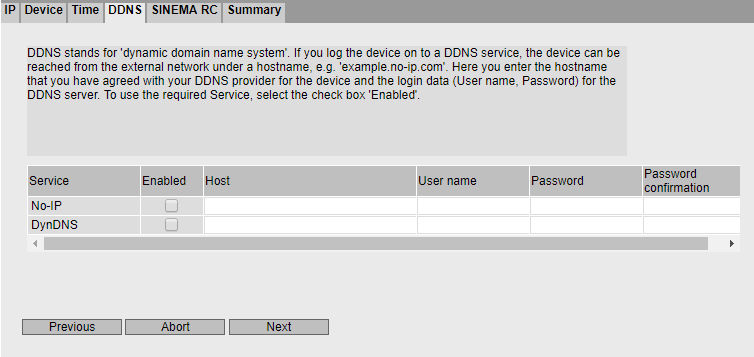 IP Device Time DDNS SINEMA RC Summary
DDNS stands for 'dynamic domain name system'. If you log the device on to a DDNS service, the device can be
reached from the external network under a hostname, e.g. 'example.no-ip.com'. Here you enter the hostname
that you have agreed with your DDNS provider for the device and the login data (User name, Password) for the
DDNS server. To use the required Service, select the check box 'Enabled'.
Service Enabled Host User name Password Password confirmation
No-IP
DynDNS
Previous Abort Next